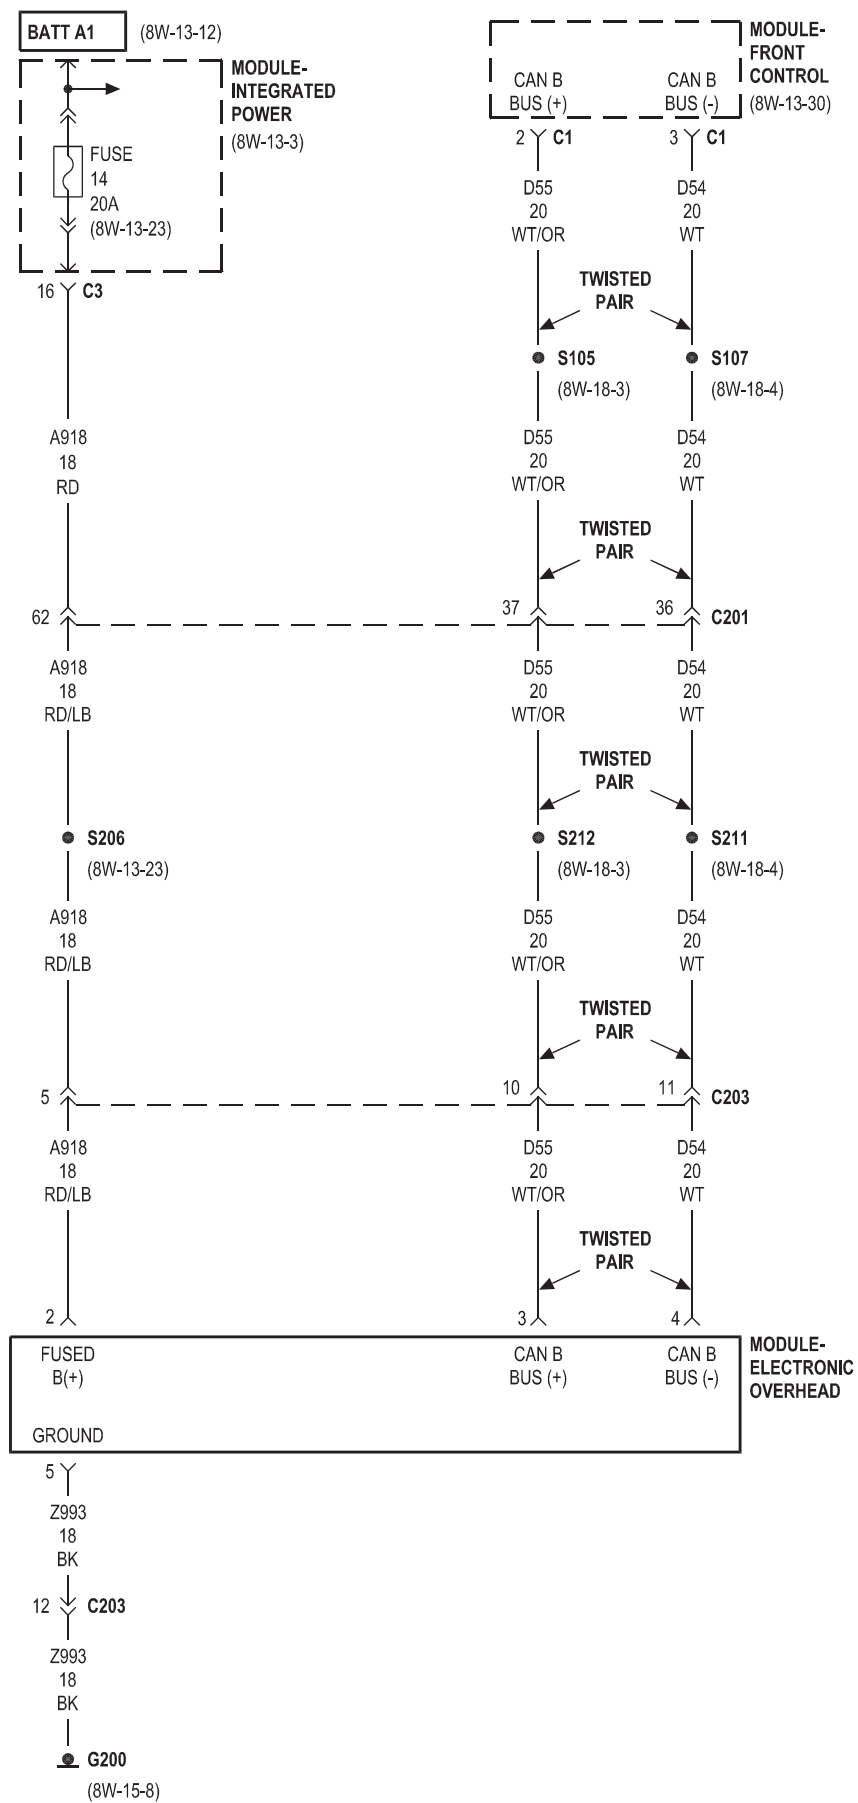 BATT A1 (8W-13-12)
MODULE-
INTEGRATED
POWER
(8W-13-3)
FUSE
14
20A
(8W-13-23)
16 C3
MODULE-
FRONT
CONTROL
(8W-13-30)
CAN B
BUS (+)
CAN B
BUS (-)
2 C1
3 C1
D55
20
WT/OR
D54
20
WT
TWISTED
PAIR
S105
(8W-18-3)
S107
(8W-18-4)
A918
18
RD
D55
20
WT/OR
D54
20
WT
TWISTED
PAIR
62
37
36
C201
A918
18
RD/LB
D55
20
WT/OR
D54
20
WT
TWISTED
PAIR
S206
(8W-13-23)
S212
(8W-18-3)
S211
(8W-18-4)
A918
18
RD/LB
D55
20
WT/OR
D54
20
WT
TWISTED
PAIR
5
10
11
C203
A918
18
RD/LB
D55
20
WT/OR
D54
20
WT
TWISTED
PAIR
2
3
4
FUSED
B(+)
CAN B
BUS (+)
CAN B
BUS (-)
MODULE-
ELECTRONIC
OVERHEAD
GROUND
5
Z993
18
BK
12 C203
Z993
18
BK
G200
(8W-15-8)